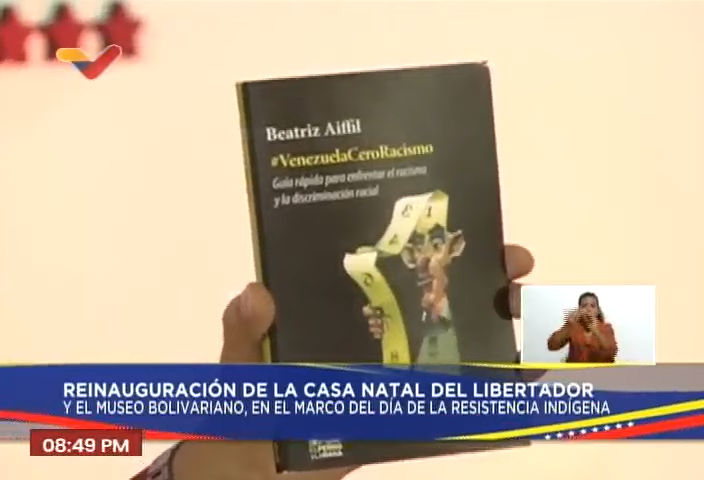 Beatriz Aiffil
#VenezuelaCeroRacismo
Guía rápida para enfrentar el racismo
y la discriminación racial
REINAUGURACIÓN DE LA CASA NATAL DEL LIBERTADOR
Y EL MUSEO BOLIVARIANO, EN EL MARCO DEL DÍA DE LA RESISTENCIA INDÍGENA
08:49 PM